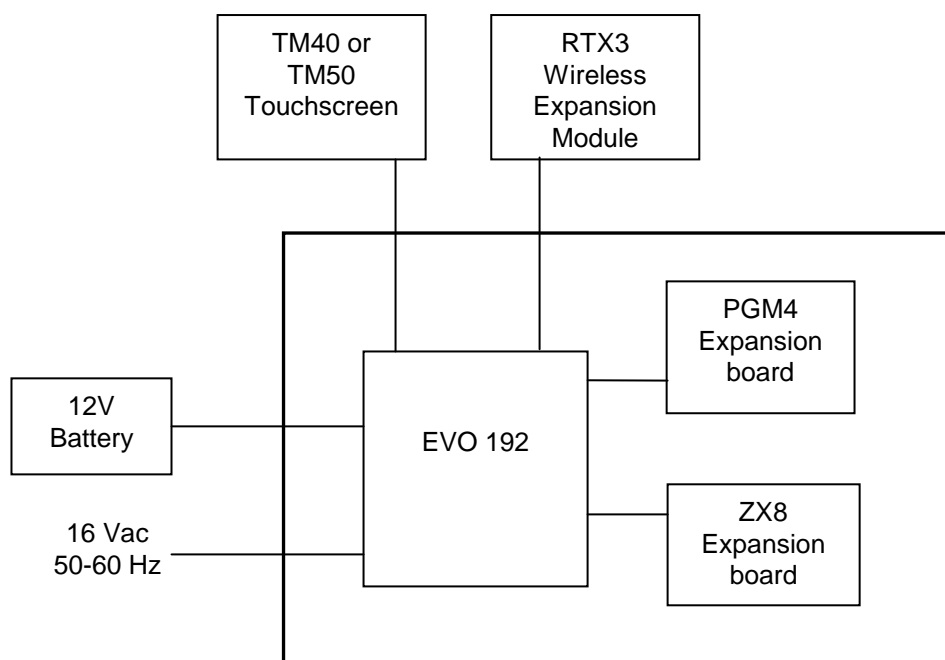 TM40 or
TM50
Touchscreen
RTX3
Wireless
Expansion
Module
PGM4
Expansion
board
12V
Battery
EVO 192
16 Vac
50-60 Hz
ZX8
Expansion
board